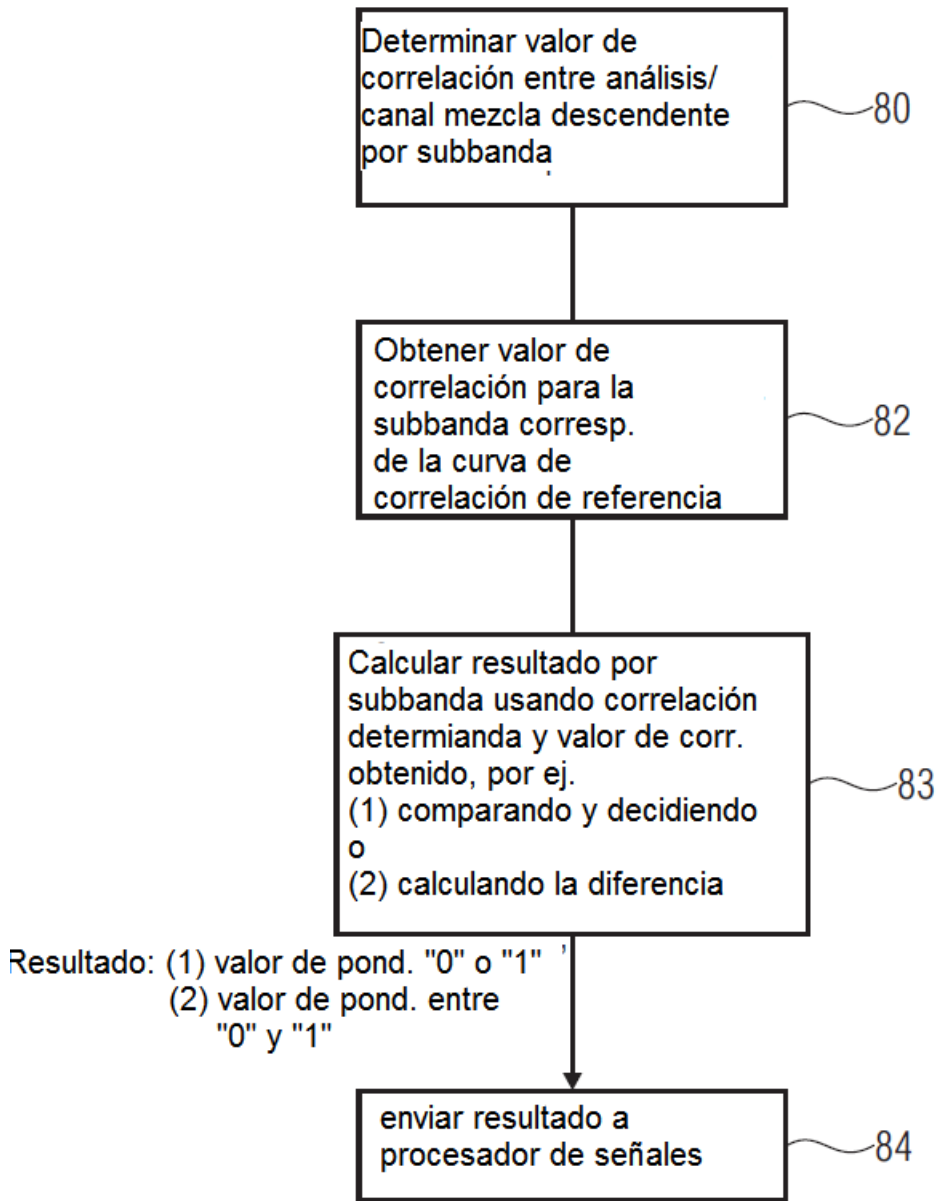 Determinar valor de
correlación entre análisis/
canal mezcla descendente
por subbanda
80
Obtener valor de
correlación para la
subbanda corresp.
de la curva de
correlación de referencia
82
Calcular resultado por
subbanda usando correlación
determianda y valor de corr.
obtenido, por ej.
(1) comparando y decidiendo
o
(2) calculando la diferencia
83
Resultado: (1) valor de pond. "0" o "1"
(2) valor de pond. entre
"0" y "1"
enviar resultado a
procesador de señales
84